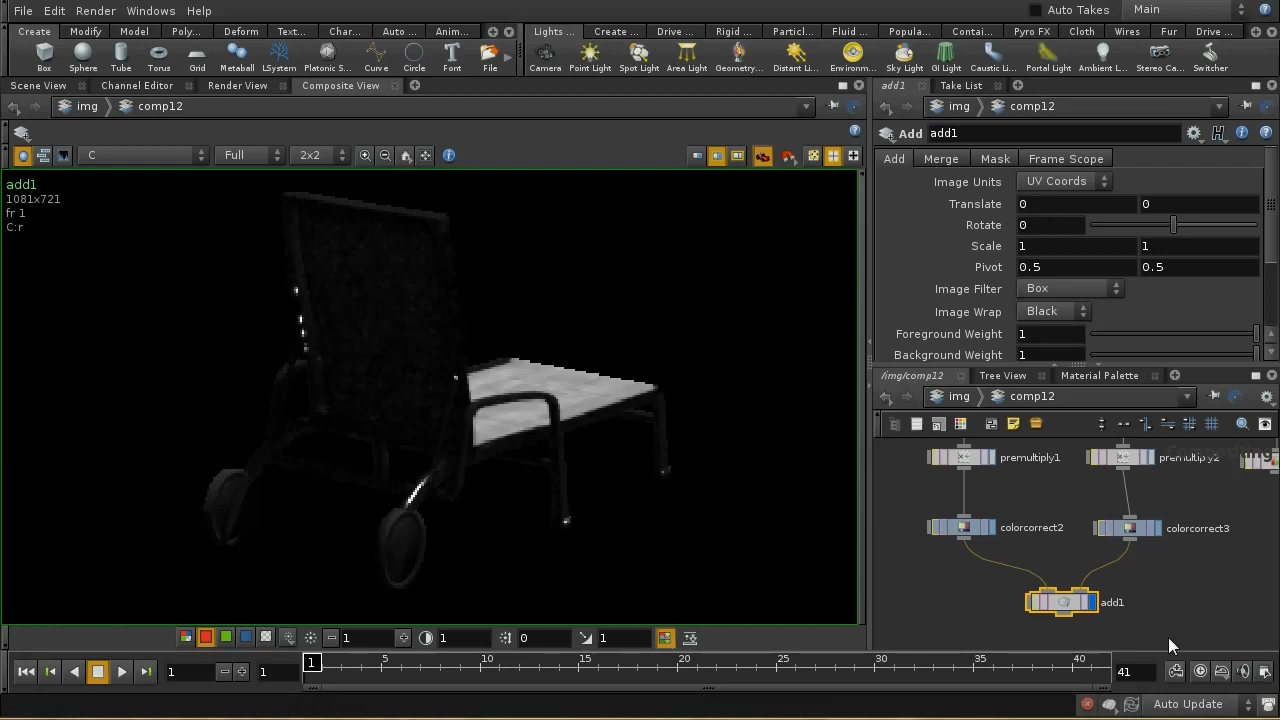 File Edit Render Windows Help
Auto Takes Main
Create Modify Model Poly... Deform Text... Char... Auto ... Anim...
Lights ... Create ... Drive ... Rigid ... Particl... Fluid ... Popula... Contai... Pyro FX Cloth Wires Fur Drive ...
Box Sphere Tube Torus Grid Metaball LSystem Platonic S... Curve Circle Font File
Camera Point Light Spot Light Area Light Geometry... Distant Li... Environm... Sky Light GI Light Caustic Li... Portal Light Ambient L... Stereo Ca... Switcher
Scene View Channel Editor Render View Composite View
add1 Take List
img comp12
img comp12
Add add1
C Full 2x2
Add Merge Mask Frame Scope
add1
1081x721
fr 1
C:r
Image Units UV Coords
Translate 0 0
Rotate 0
Scale 1 1
Pivot 0.5 0.5
Image Filter Box
Image Wrap Black
Foreground Weight 1
Background Weight 1
/img/comp12 Tree View Material Palette
img comp12
premultiply1 premultiply2
colorcorrect2 colorcorrect3
add1
1 1 0 1
1 1 1 5 10 15 20 25 30 35 40 41
Auto Update